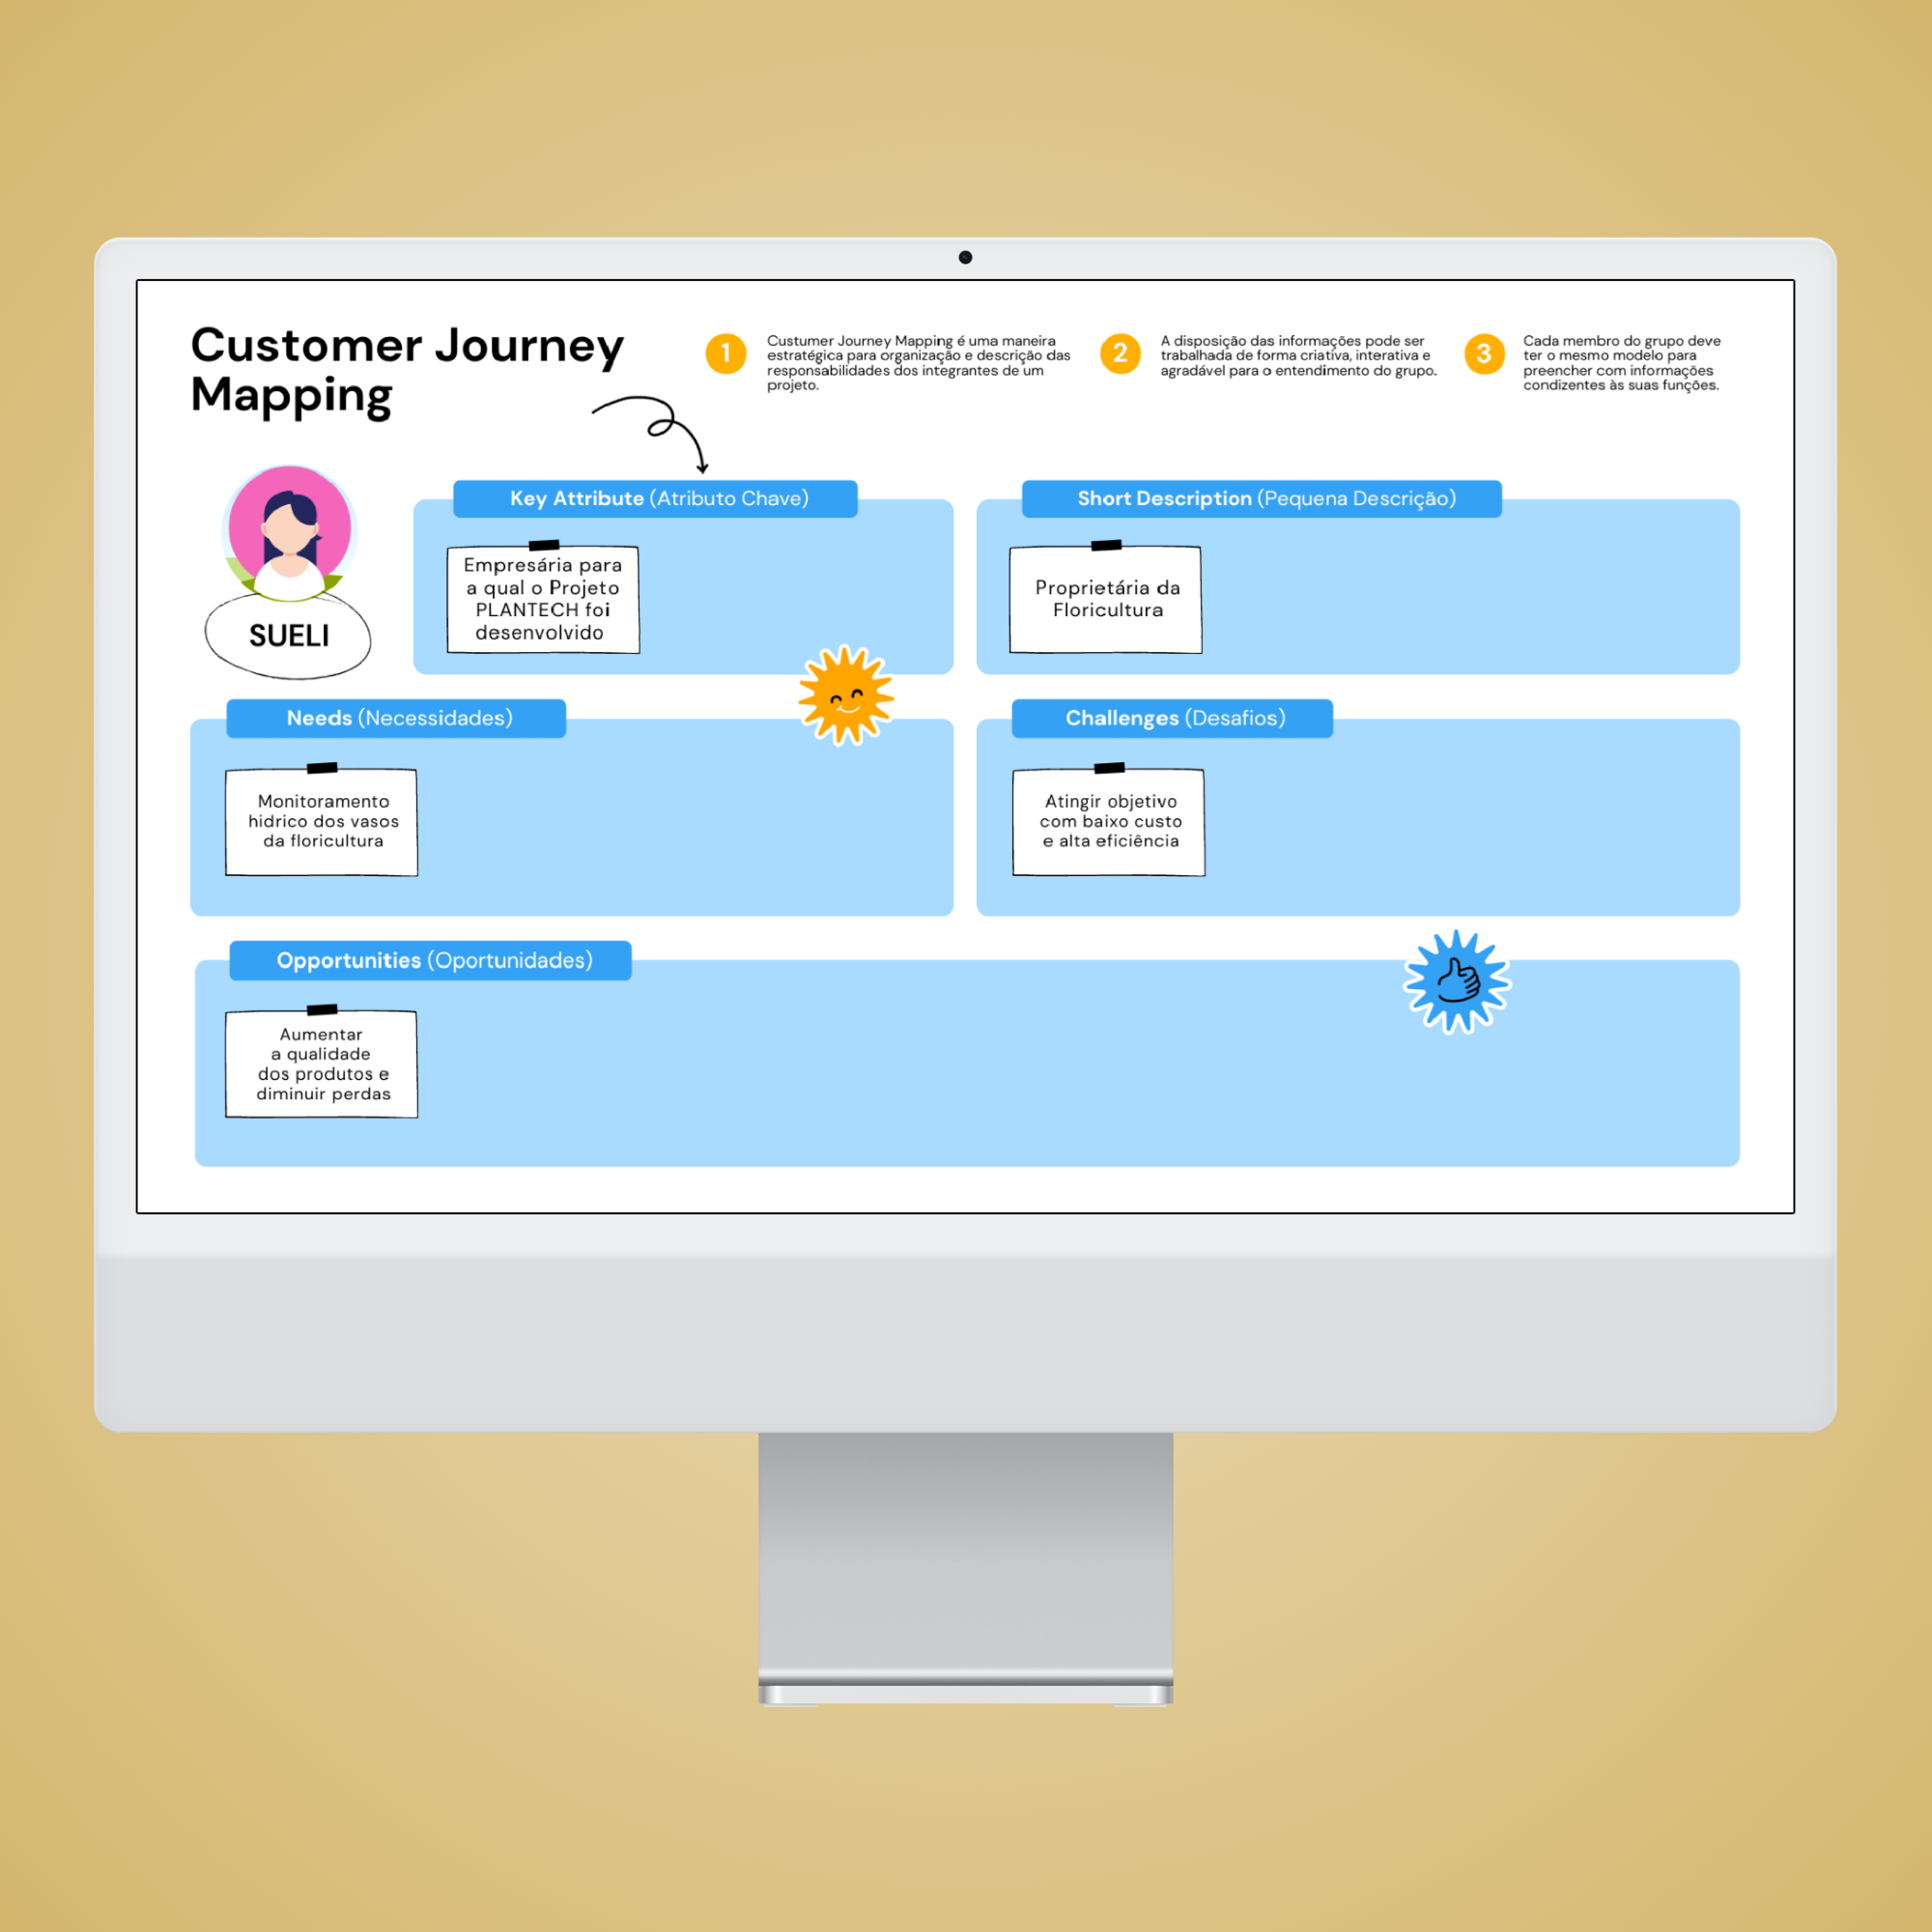 Customer Journey
Mapping
1
Custumer Journey Mapping é uma maneira
estratégica para organização e descrição das
responsabilidades dos integrantes de um
projeto.
2
A disposição das informações pode ser
trabalhada de forma criativa, interativa e
agradável para o entendimento do grupo.
3
Cada membro do grupo deve
ter o mesmo modelo para
preencher com informações
condizentes às suas funções.
SUELI
Key Attribute (Atributo Chave)
Empresária para
a qual o Projeto
PLANTECH foi
desenvolvido
Short Description (Pequena Descrição)
Proprietária da
Floricultura
Needs (Necessidades)
Monitoramento
hidrico dos vasos
da floricultura
Challenges (Desafios)
Atingir objetivo
com baixo custo
e alta eficiência
Opportunities (Oportunidades)
Aumentar
a qualidade
dos produtos e
diminuir perdas